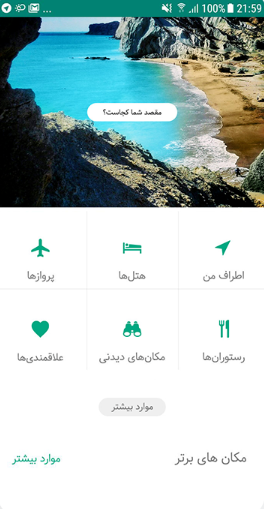 ... 100% 21:59
مقصد شما کجاست؟
اطراف من
هتل‌ها
پروازها
رستوران‌ها
مکان‌های دیدنی
علاقمندی‌ها
موارد بیشتر
مکان های برتر
موارد بیشتر